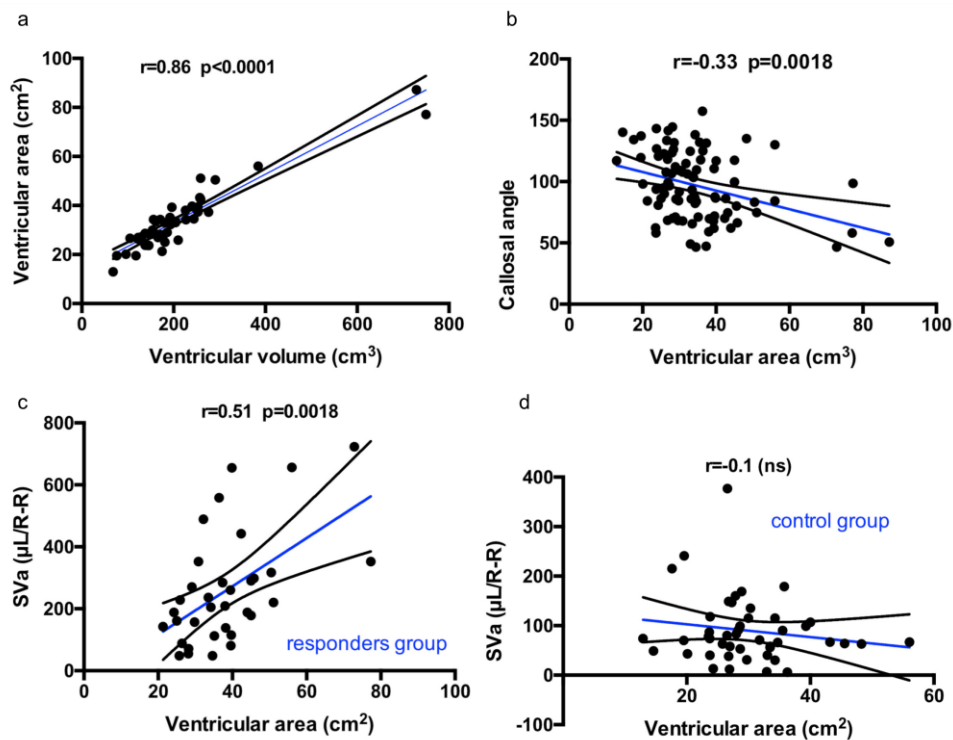 a
r=0.86 p<0.0001
Ventricular area (cm²)
100
80
60
40
20
0
0 200 400 600 800
Ventricular volume (cm³)
b
r=-0.33 p=0.0018
Callosal angle
200
150
100
50
0
0 20 40 60 80 100
Ventricular area (cm³)
c
r=0.51 p=0.0018
SVa (µL/R-R)
800
600
400
200
0
responders group
0 20 40 60 80 100
Ventricular area (cm²)
d
r=-0.1 (ns)
SVa (µL/R-R)
400
300
200
100
0
-100
control group
20 40 60
Ventricular area (cm²)